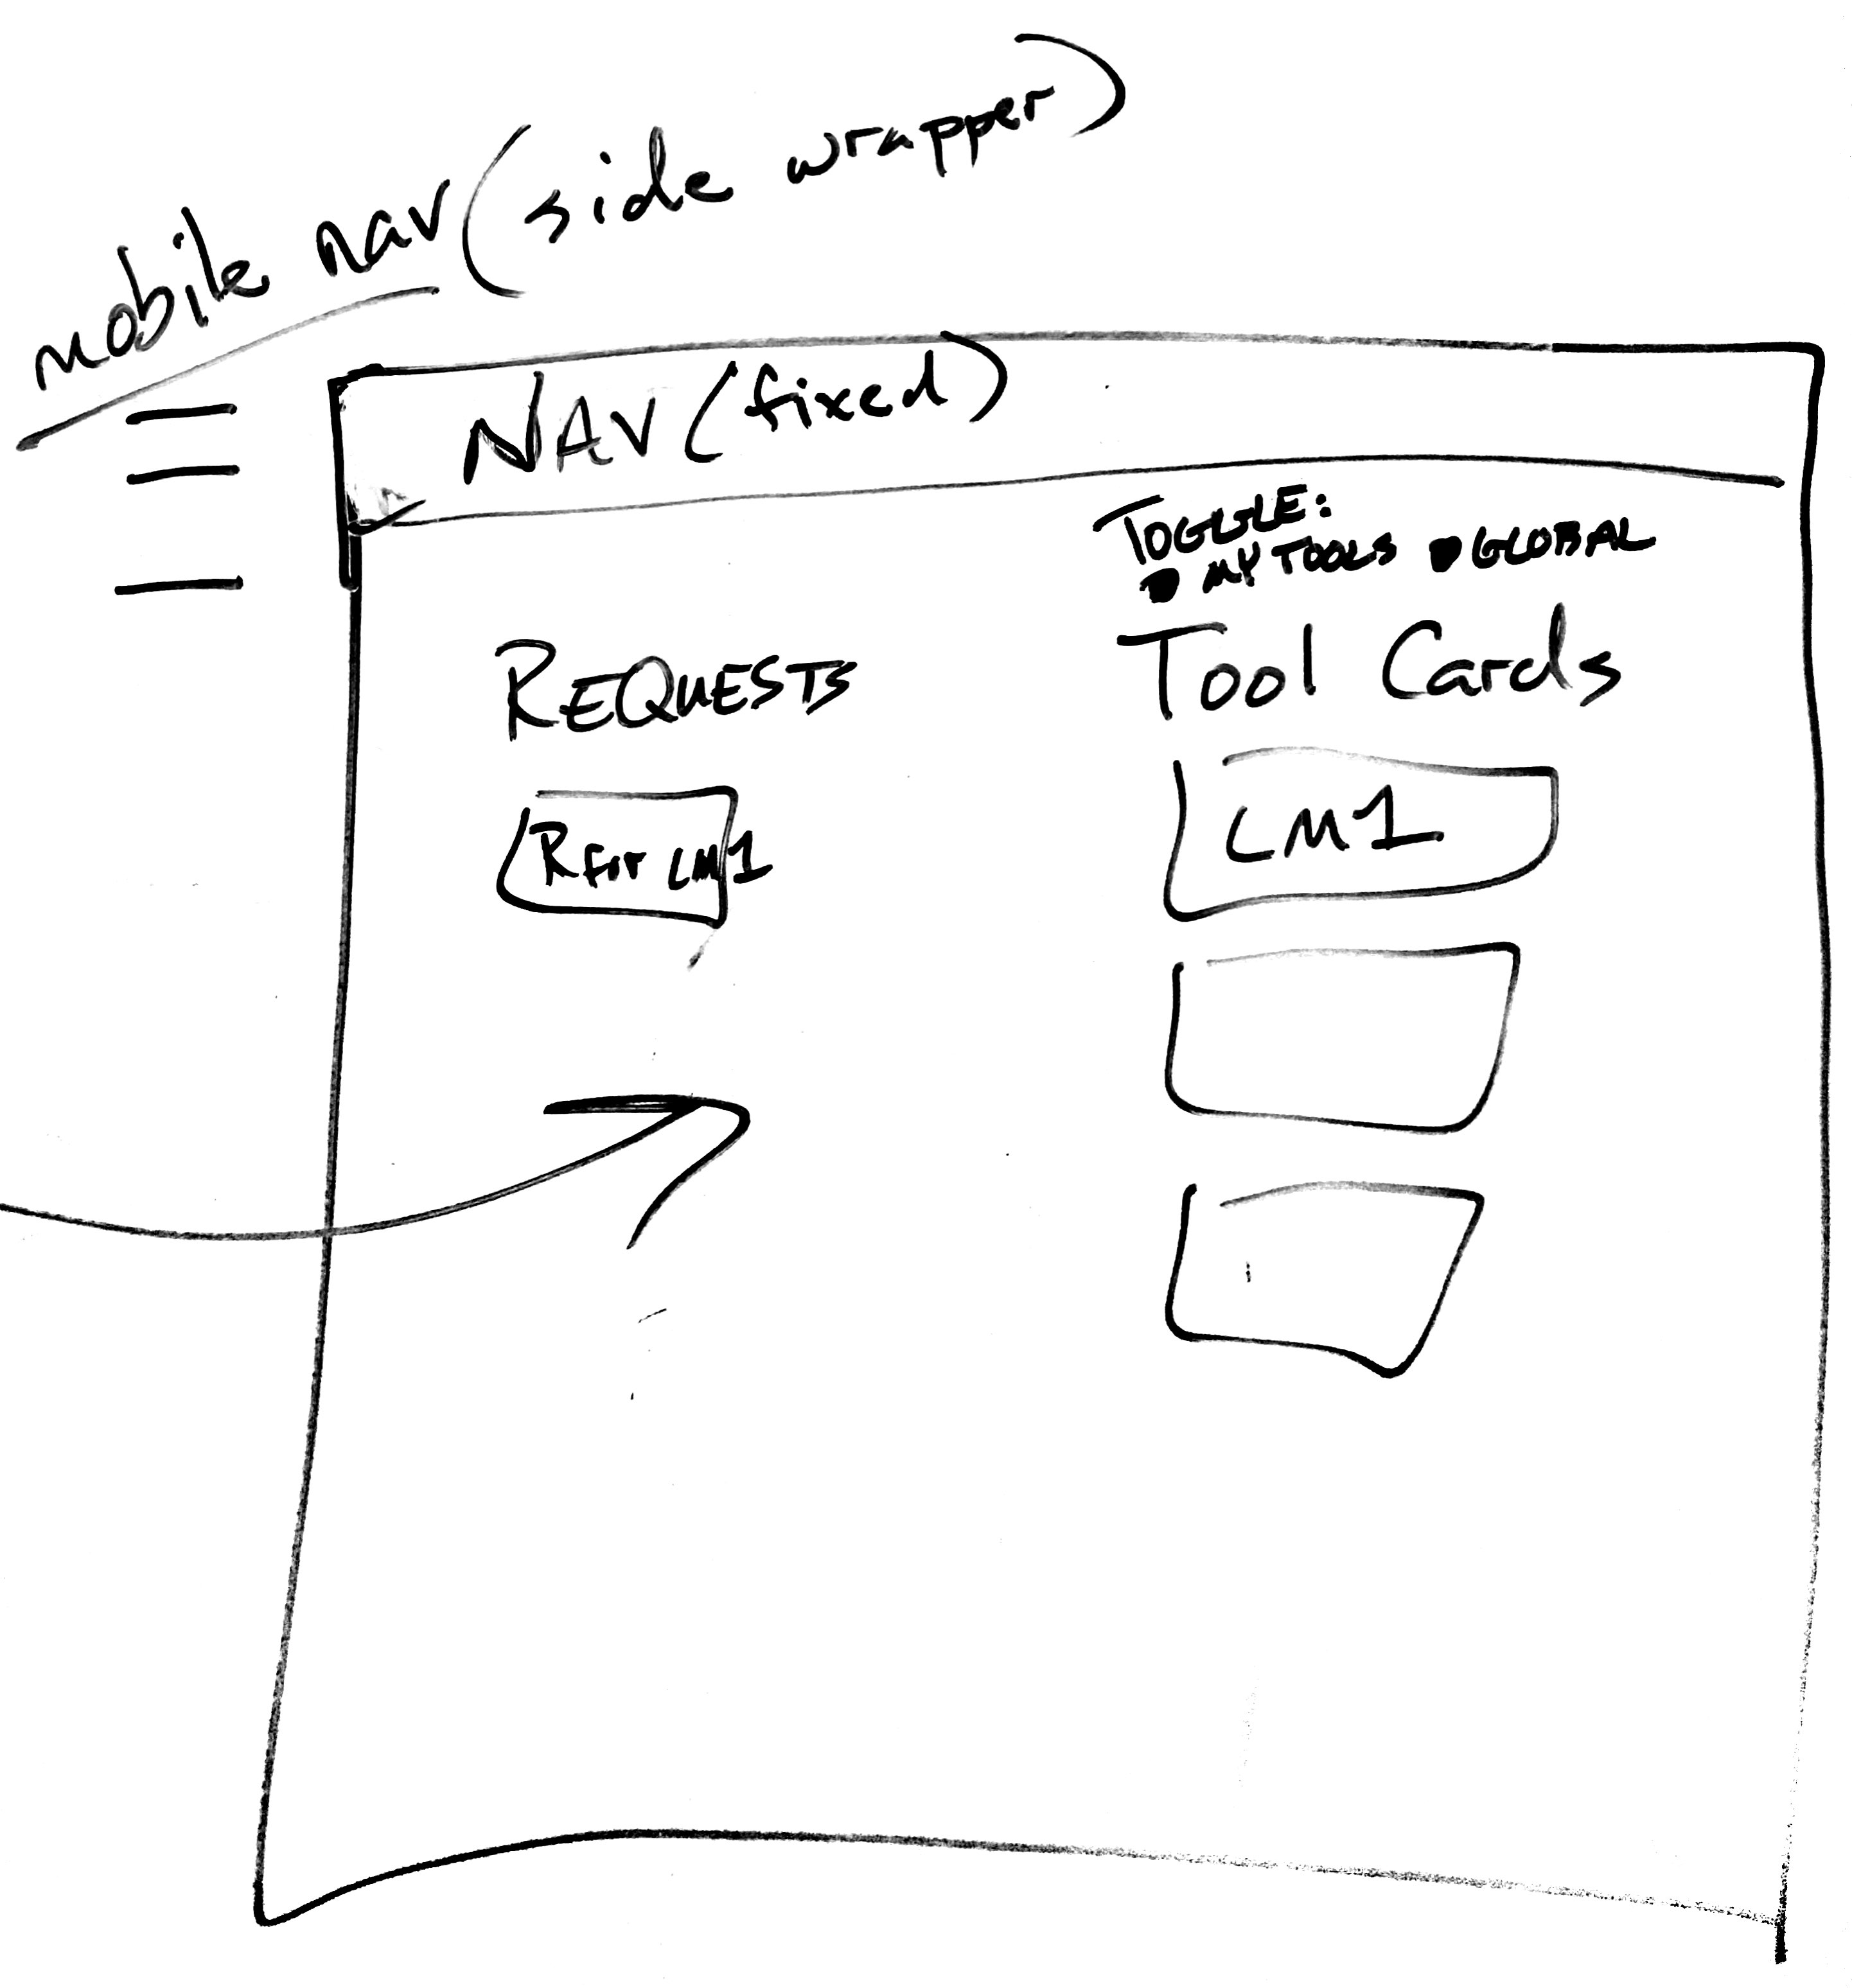 mobile nav (side wrapper)
NAV (fixed)
TOGGLE:
MY TOOLS GLOBAL
REQUESTS
Tool Cards
R for LM1
LM1